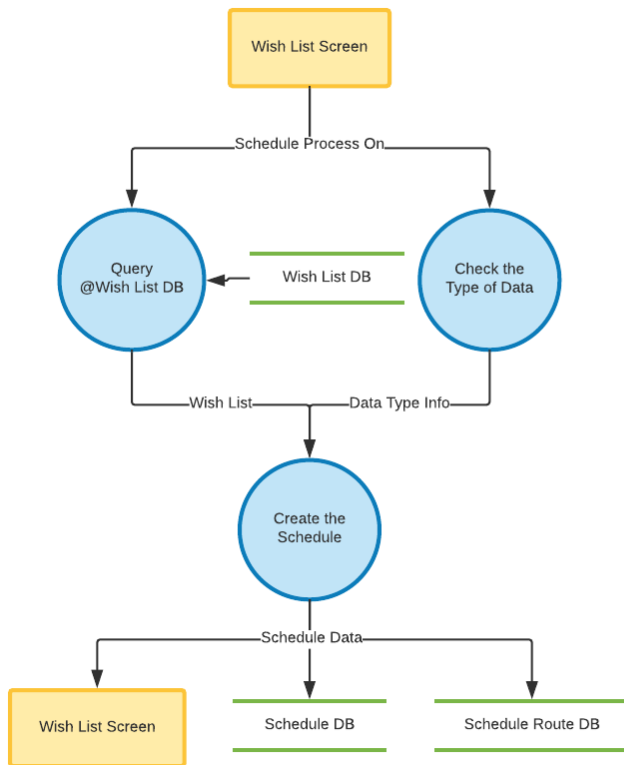 Wish List Screen
Schedule Process On
Query
@Wish List DB
Wish List DB
Check the
Type of Data
Wish List
Data Type Info
Create the
Schedule
Schedule Data
Wish List Screen
Schedule DB
Schedule Route DB